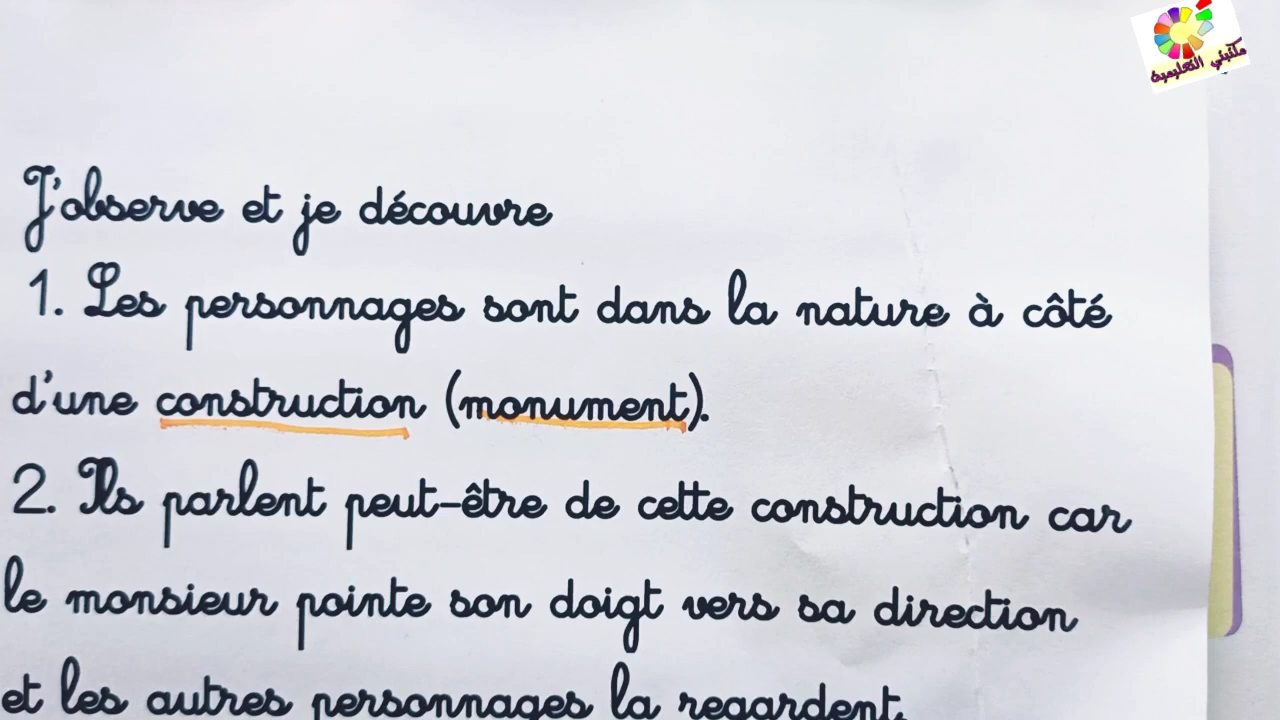 مكتبتي التعليمية
J'observe et je découvre
1. Les personnages sont dans la nature à côté
d'une construction (monument).
2. Ils parlent peut-être de cette construction car
le monsieur pointe son doigt vers sa direction
et les autres personnages la regardent.